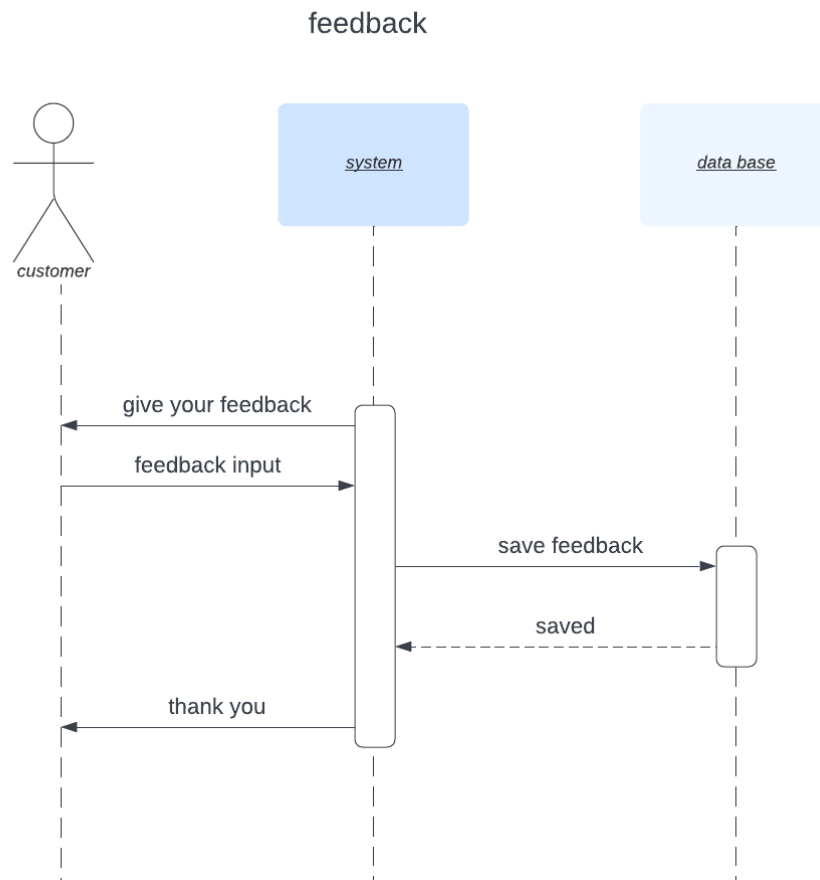 feedback
system
data base
customer
give your feedback
feedback input
save feedback
saved
thank you